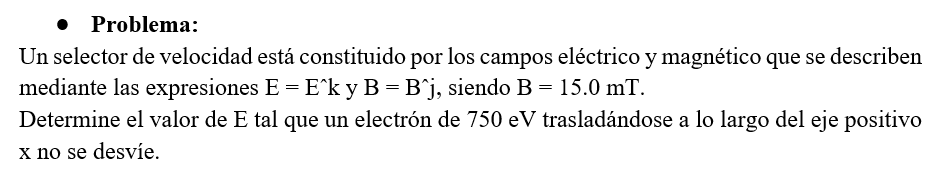 ● Problema:
Un selector de velocidad está constituido por los campos eléctrico y magnético que se describen
mediante las expresiones E = E^k y B = B^j, siendo B = 15.0 mT.
Determine el valor de E tal que un electrón de 750 eV trasladándose a lo largo del eje positivo
x no se desvíe.